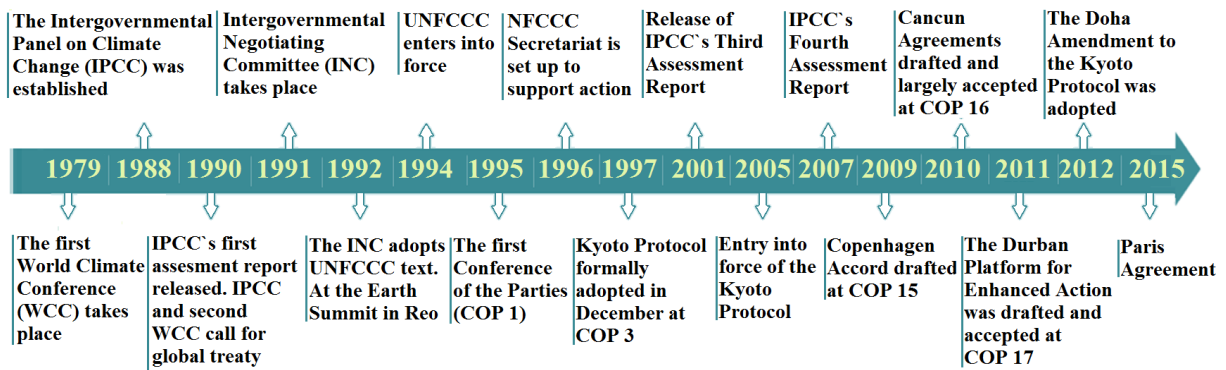 The Intergovernmental
Panel on Climate
Change (IPCC) was
established
Intergovernmental
Negotiating
Committee (INC)
takes place
UNFCCC
enters into
force
NFCCC
Secretariat is
set up to
support action
Release of
IPCC`s Third
Assessment
Report
IPCC`s
Fourth
Assessment
Report
Cancun
Agreements
drafted and
largely accepted
at COP 16
The Doha
Amendment to
the Kyoto
Protocol was
adopted
1979 1988 1990 1991 1992 1994 1995 1996 1997 2001 2005 2007 2009 2010 2011 2012 2015
The first
World Climate
Conference
(WCC) takes
place
IPCC`s first
assesment report
released. IPCC
and second
WCC call for
global treaty
The INC adopts
UNFCCC text.
At the Earth
Summit in Reo
The first
Conference
of the Parties
(COP 1)
Kyoto Protocol
formally
adopted in
December at
COP 3
Entry into
force of the
Kyoto
Protocol
Copenhagen
Accord drafted
at COP 15
The Durban
Platform for
Enhanced Action
was drafted and
accepted at
COP 17
Paris
Agreement